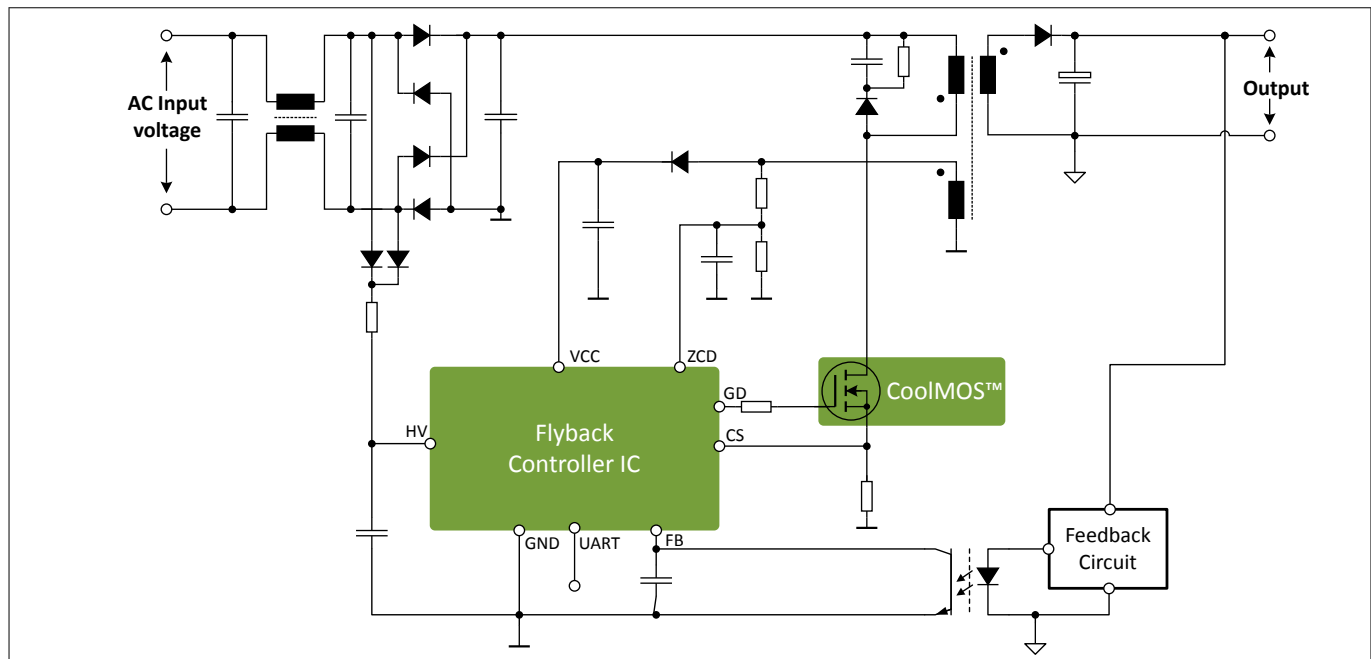 AC Input
voltage
Output
VCC
ZCD
GD
CoolMOS™
HV
Flyback
Controller IC
CS
GND
UART
FB
Feedback
Circuit